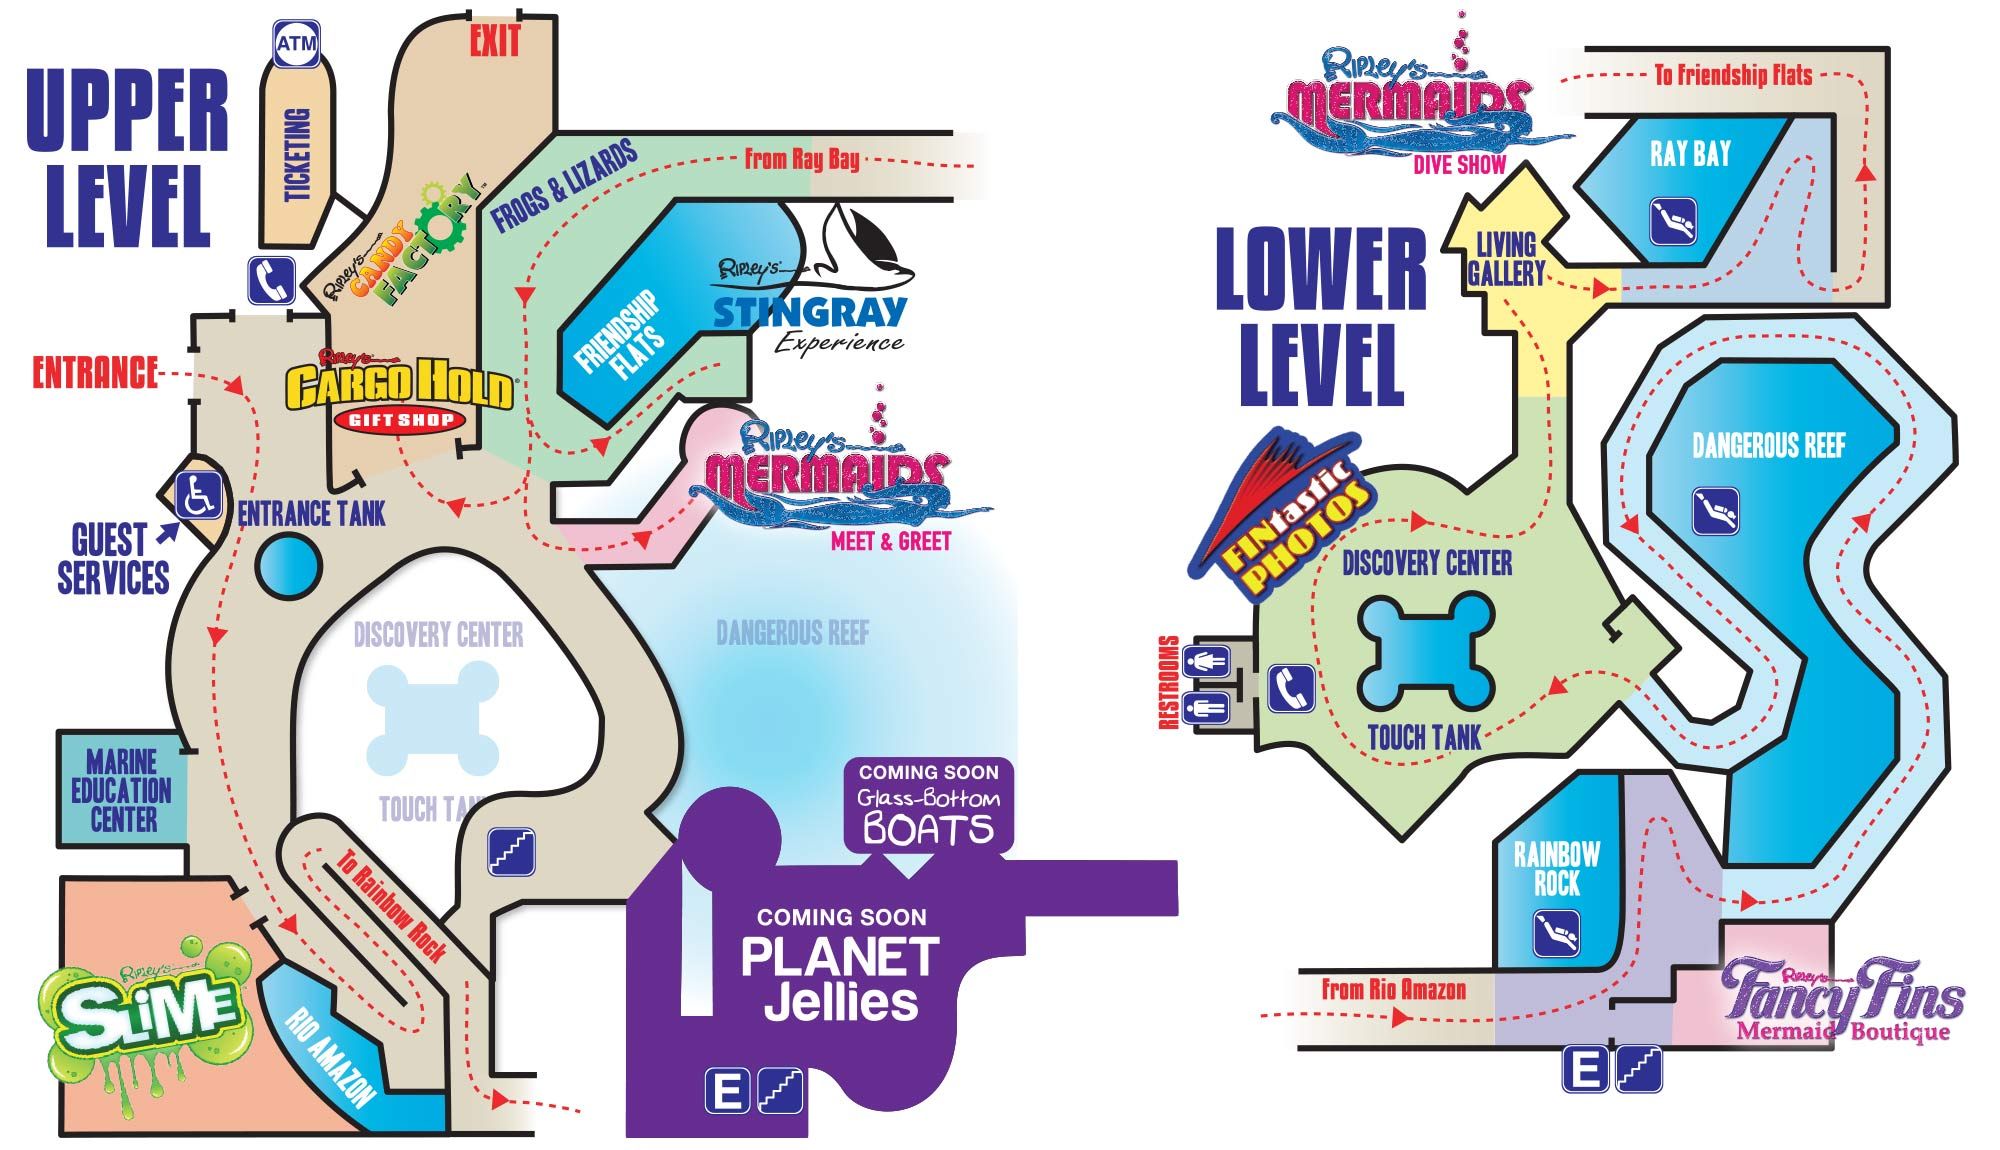 UPPER
LEVEL
ATM
TICKETING
EXIT
FROGS & LIZARDS
From Ray Bay
RIPLEY'S
CANDY
FACTORY™
FRIENDSHIP
FLATS
RIPLEY'S
STINGRAY
Experience
ENTRANCE
RIPLEY'S
CARGO HOLD®
GIFT SHOP
RIPLEY'S
MERMAIDS
MEET & GREET
GUEST
SERVICES
ENTRANCE TANK
DISCOVERY CENTER
TOUCH TAN
DANGEROUS REEF
MARINE
EDUCATION
CENTER
To Rainbow Rock
RIPLEY'S
SLIME
RIO AMAZON
COMING SOON
Glass-Bottom
BOATS
COMING SOON
PLANET
Jellies
E
RIPLEY'S
MERMAIDS
DIVE SHOW
To Friendship Flats
RAY BAY
LOWER
LEVEL
LIVING
GALLERY
DANGEROUS REEF
FINtastic
PHOTOS
DISCOVERY CENTER
TOUCH TANK
RESTROOMS
RAINBOW
ROCK
From Rio Amazon
RIPLEY'S
Fancy Fins
Mermaid Boutique
E